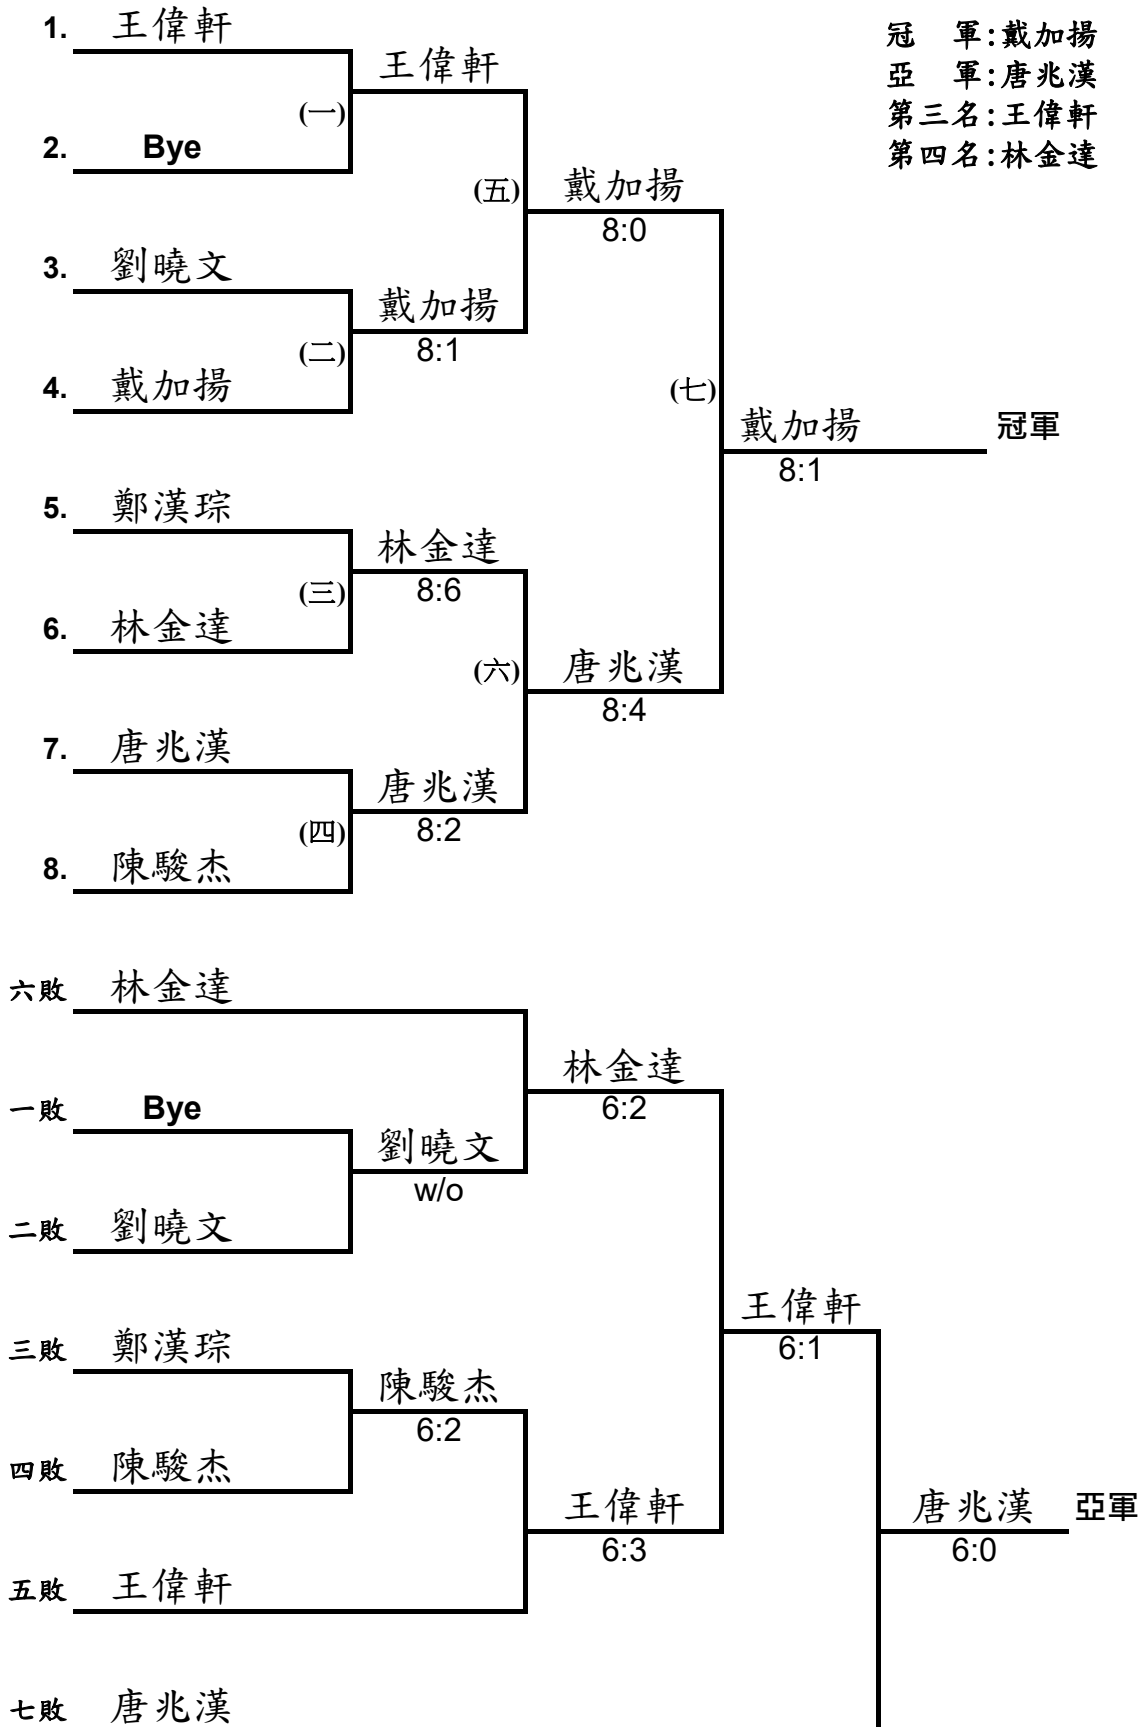 1. 王偉軒
王偉軒
(一)
2. Bye
冠　軍:戴加揚
亞　軍:唐兆漢
第三名:王偉軒
第四名:林金達
(五)
戴加揚
8:0
3. 劉曉文
戴加揚
8:1
(二)
4. 戴加揚
(七)
戴加揚
8:1
冠軍
5. 鄭漢琮
林金達
8:6
(三)
6. 林金達
(六)
唐兆漢
8:4
7. 唐兆漢
唐兆漢
8:2
(四)
8. 陳駿杰
六敗 林金達
林金達
6:2
一敗 Bye
劉曉文
w/o
二敗 劉曉文
王偉軒
6:1
三敗 鄭漢琮
陳駿杰
6:2
四敗 陳駿杰
王偉軒
6:3
唐兆漢
6:0
亞軍
五敗 王偉軒
七敗 唐兆漢